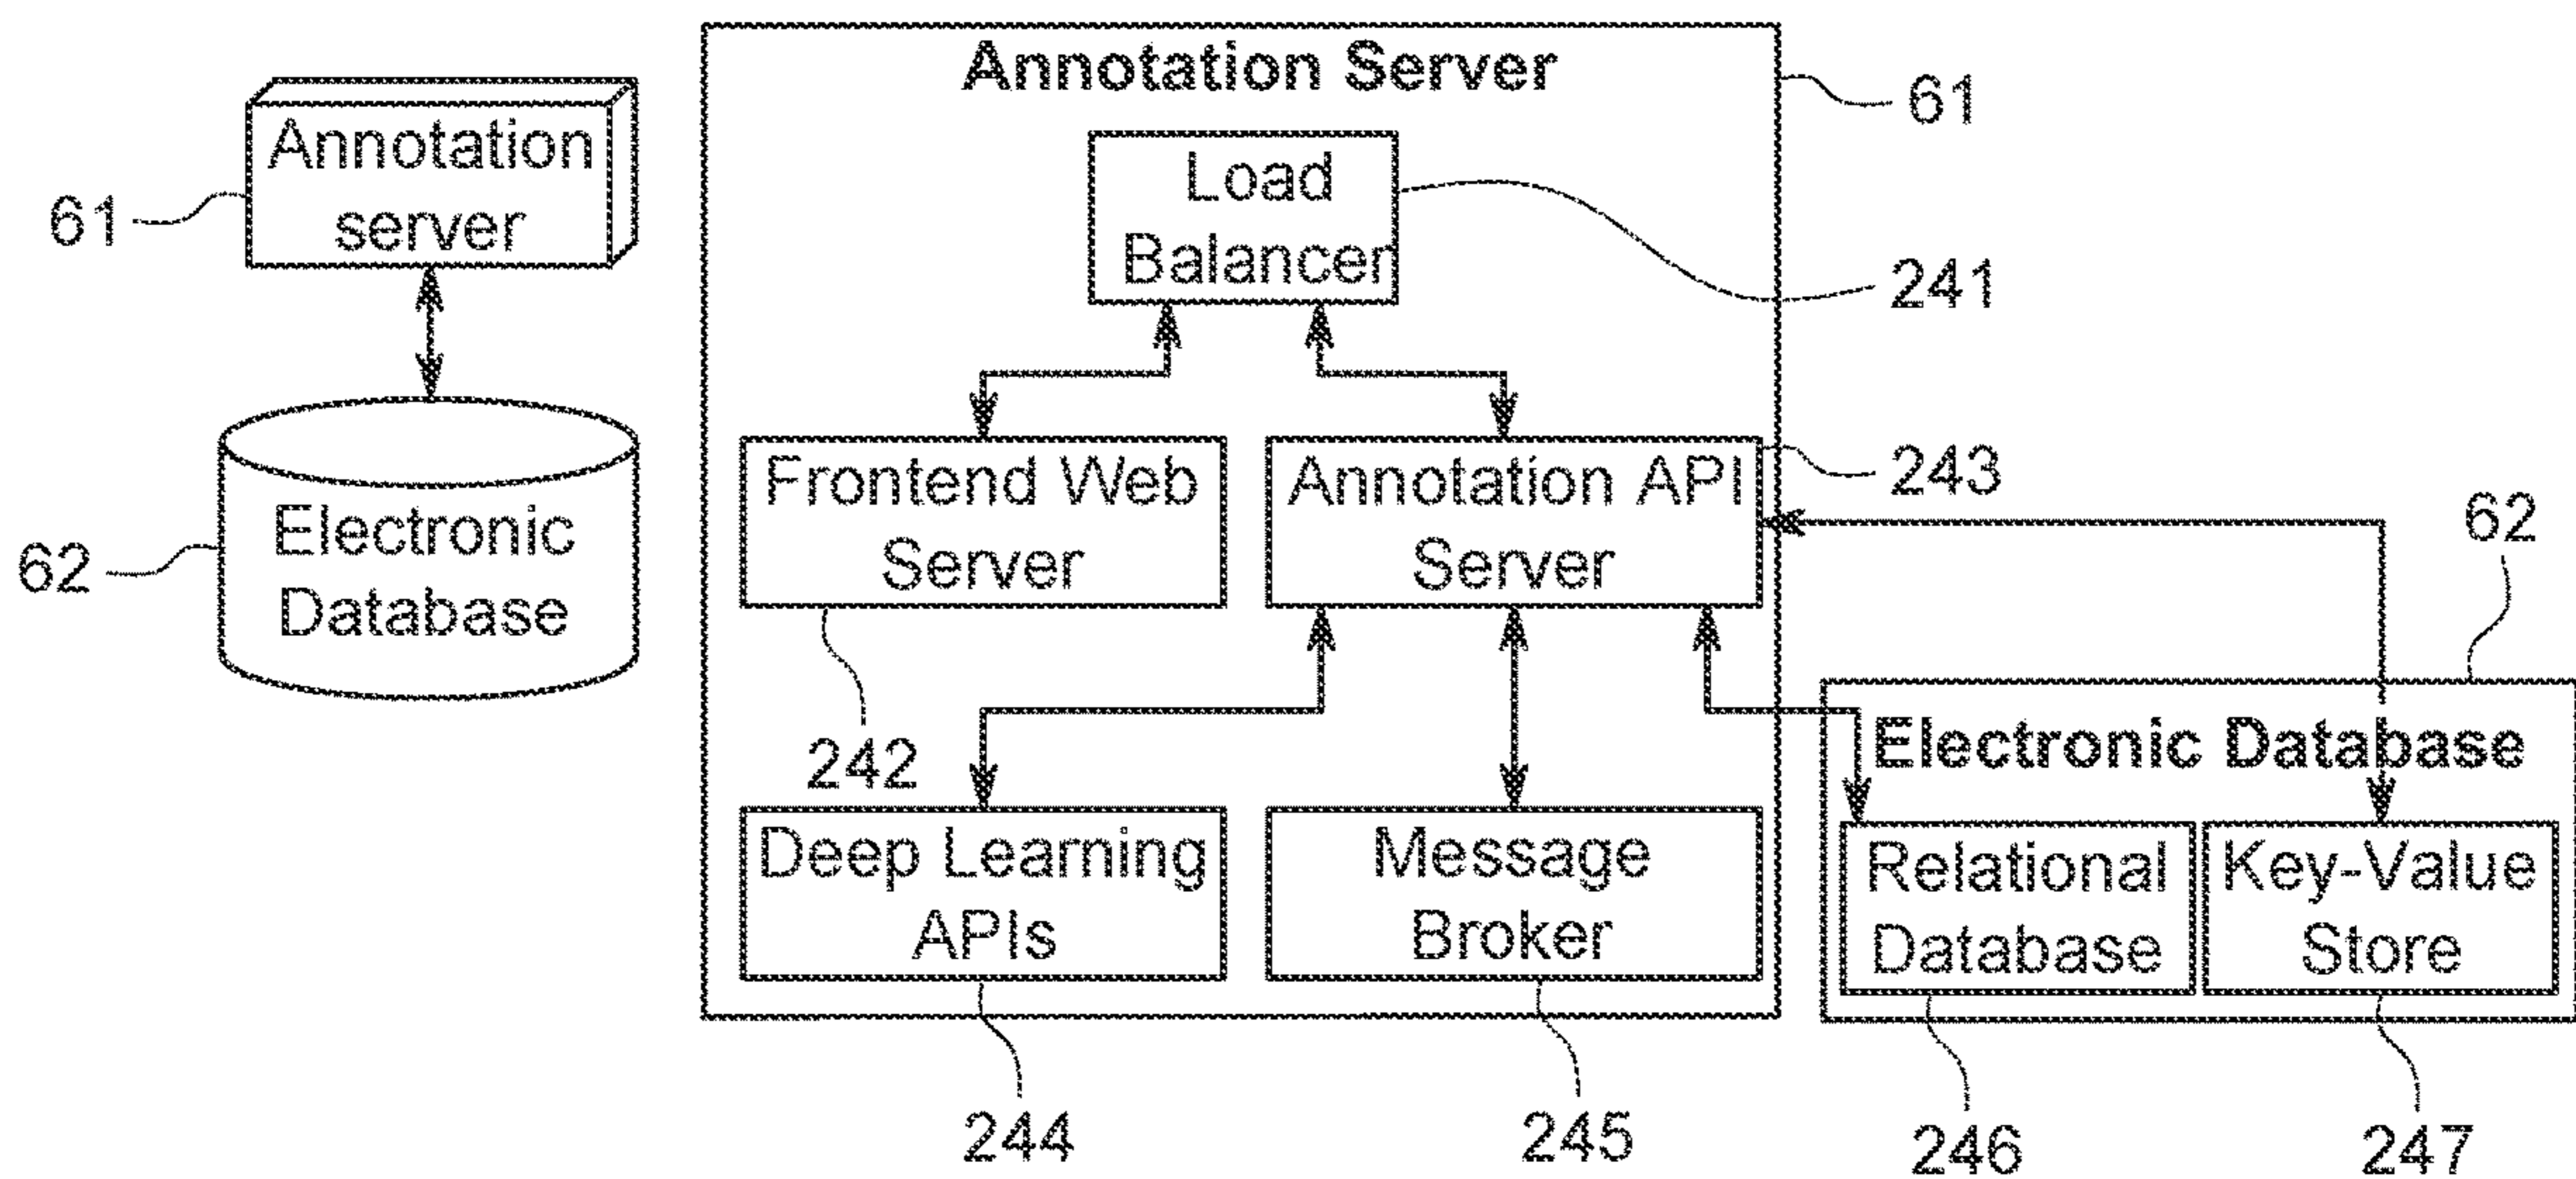 Annotation
server
61
Electronic
Database
62
Annotation Server
61
Load
Balancer
241
Frontend Web
Server
242
Annotation API
Server
243
62
Deep Learning
APIs
244
Message
Broker
245
Electronic Database
Relational
Database
246
Key-Value
Store
247